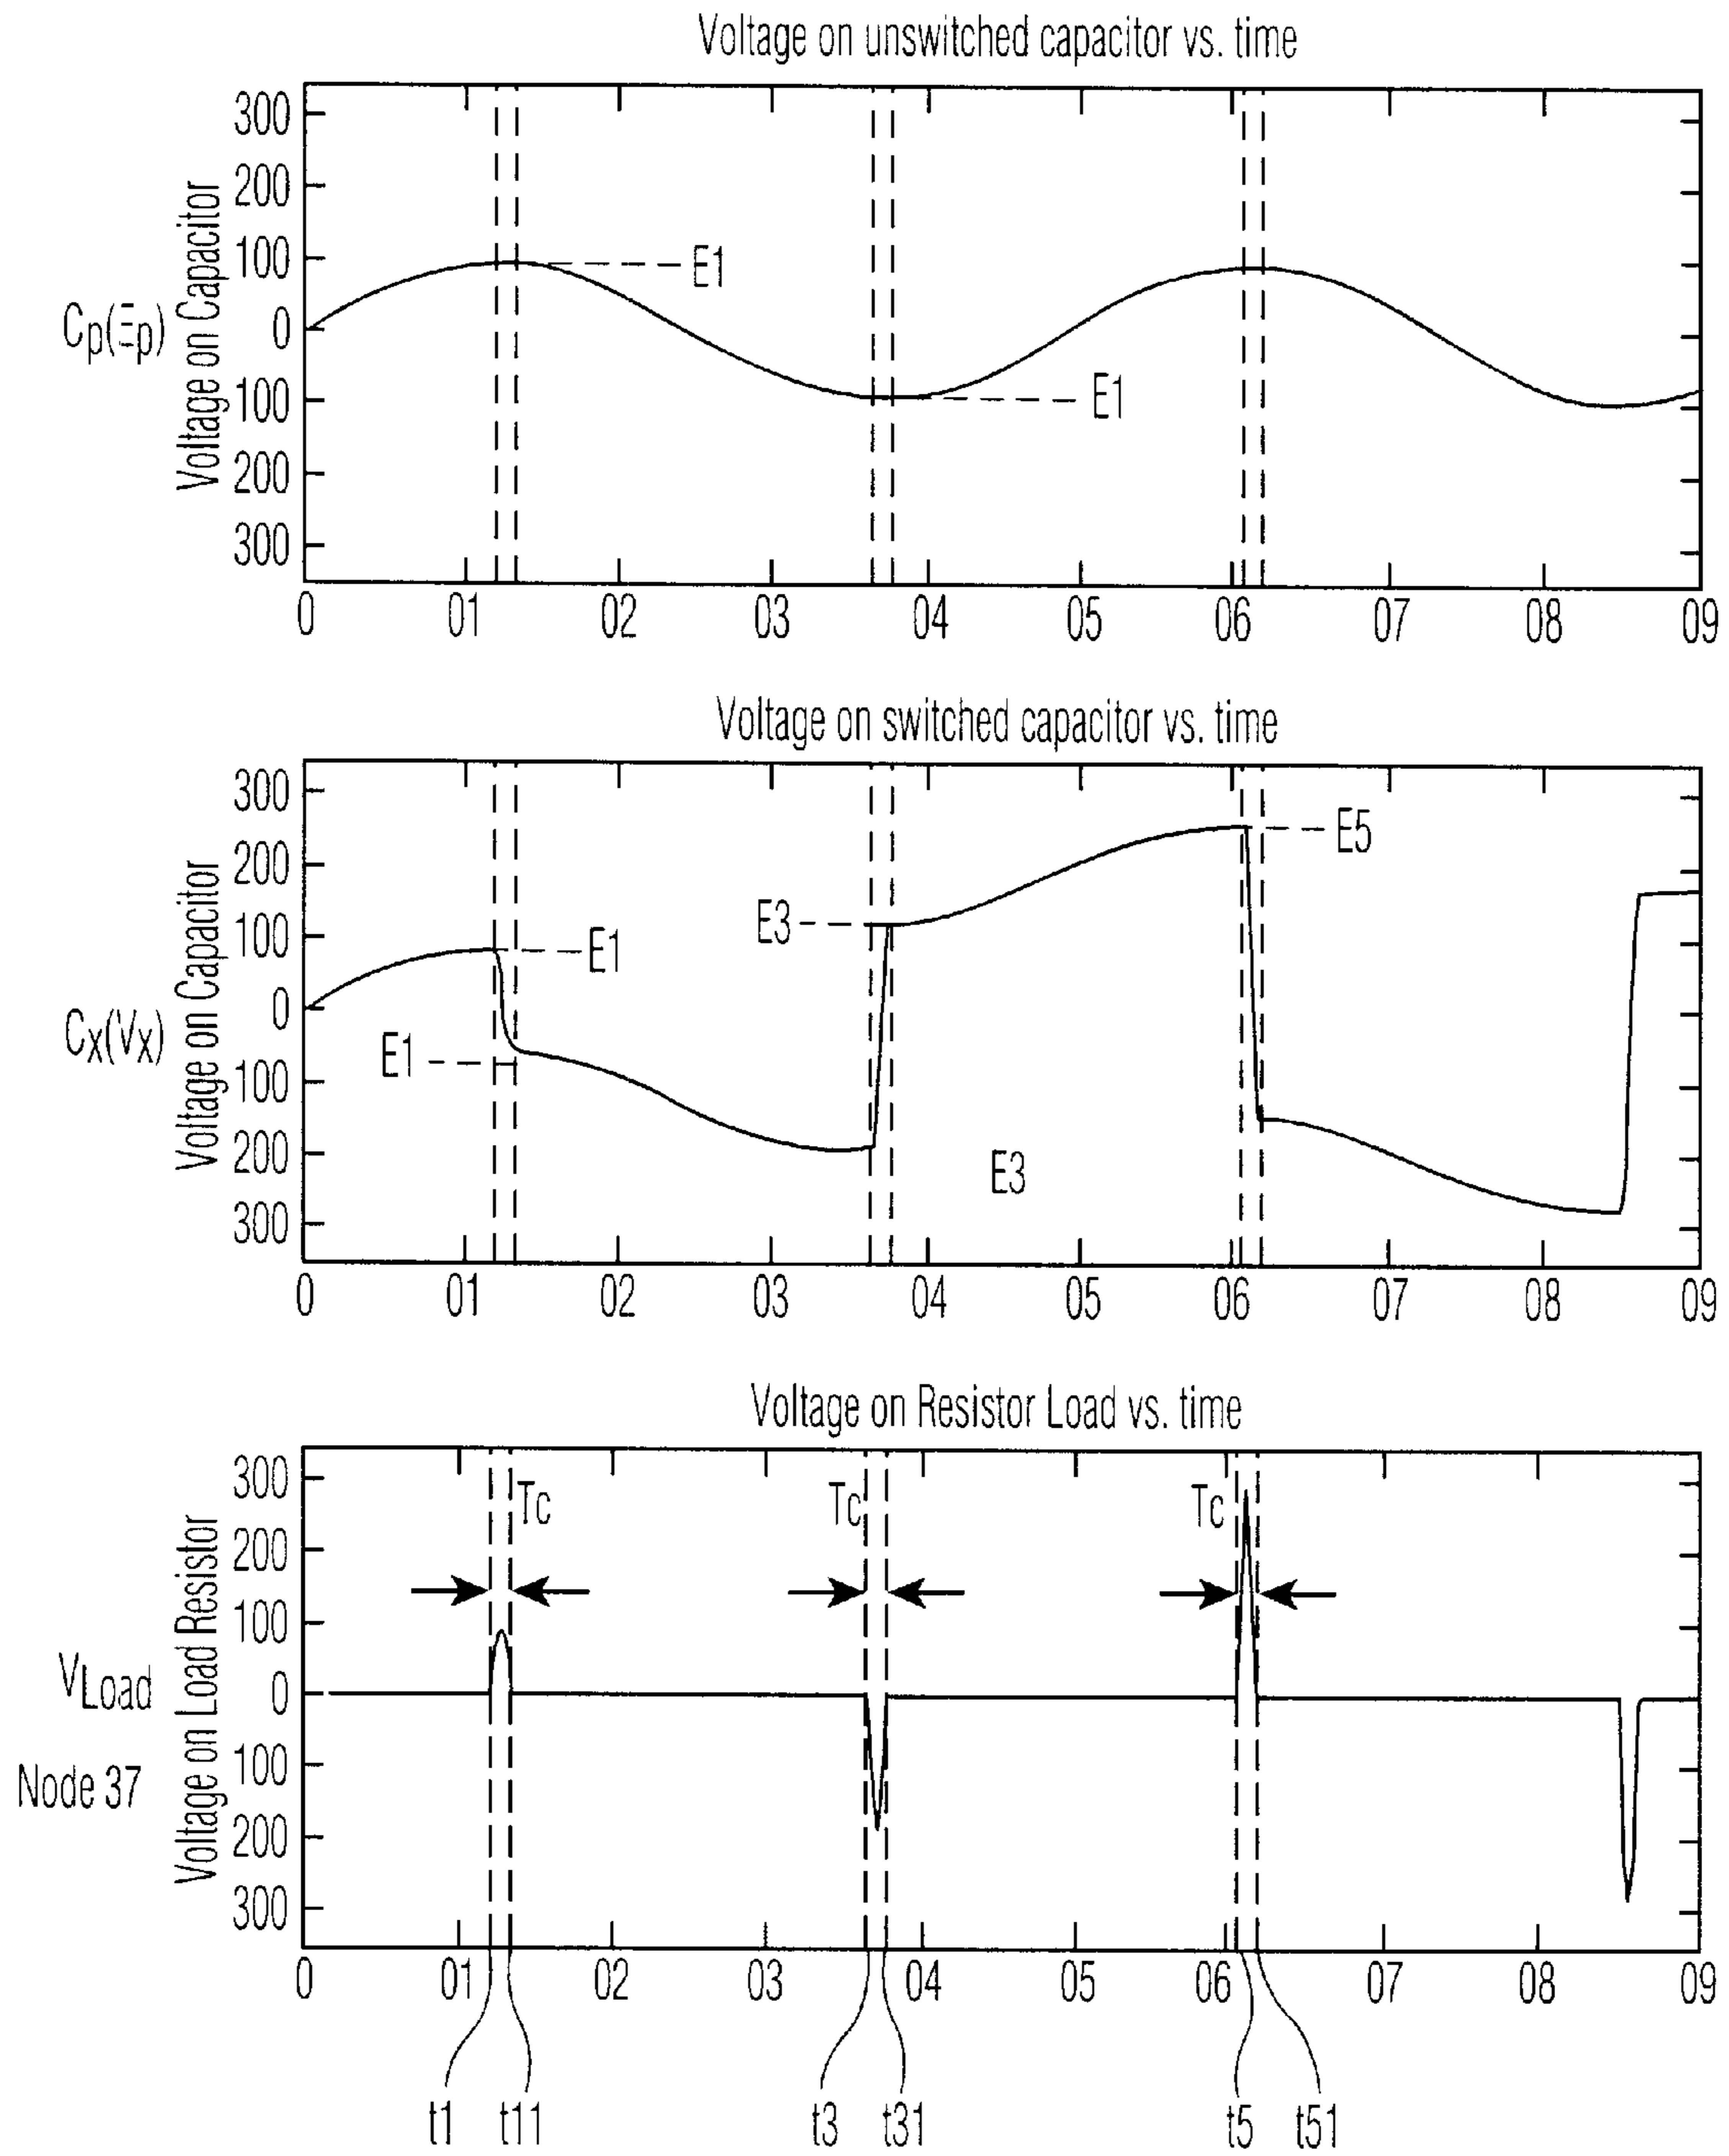 Voltage on unswitched capacitor vs. time
300
200
100
0
100
200
300
Voltage on Capacitor
Cp(Ξp)
E1
E1
0 01 02 03 04 05 06 07 08 09
Voltage on switched capacitor vs. time
300
200
100
0
100
200
300
Voltage on Capacitor
Cx(Vx)
E1
E1
E3
E3
E5
0 01 02 03 04 05 06 07 08 09
Voltage on Resistor Load vs. time
300
200
100
0
100
200
300
Voltage on Load Resistor
VLoad
Node 37
Tc Tc Tc
0 01 02 03 04 05 06 07 08 09
t1 t11 t3 t31 t5 t51